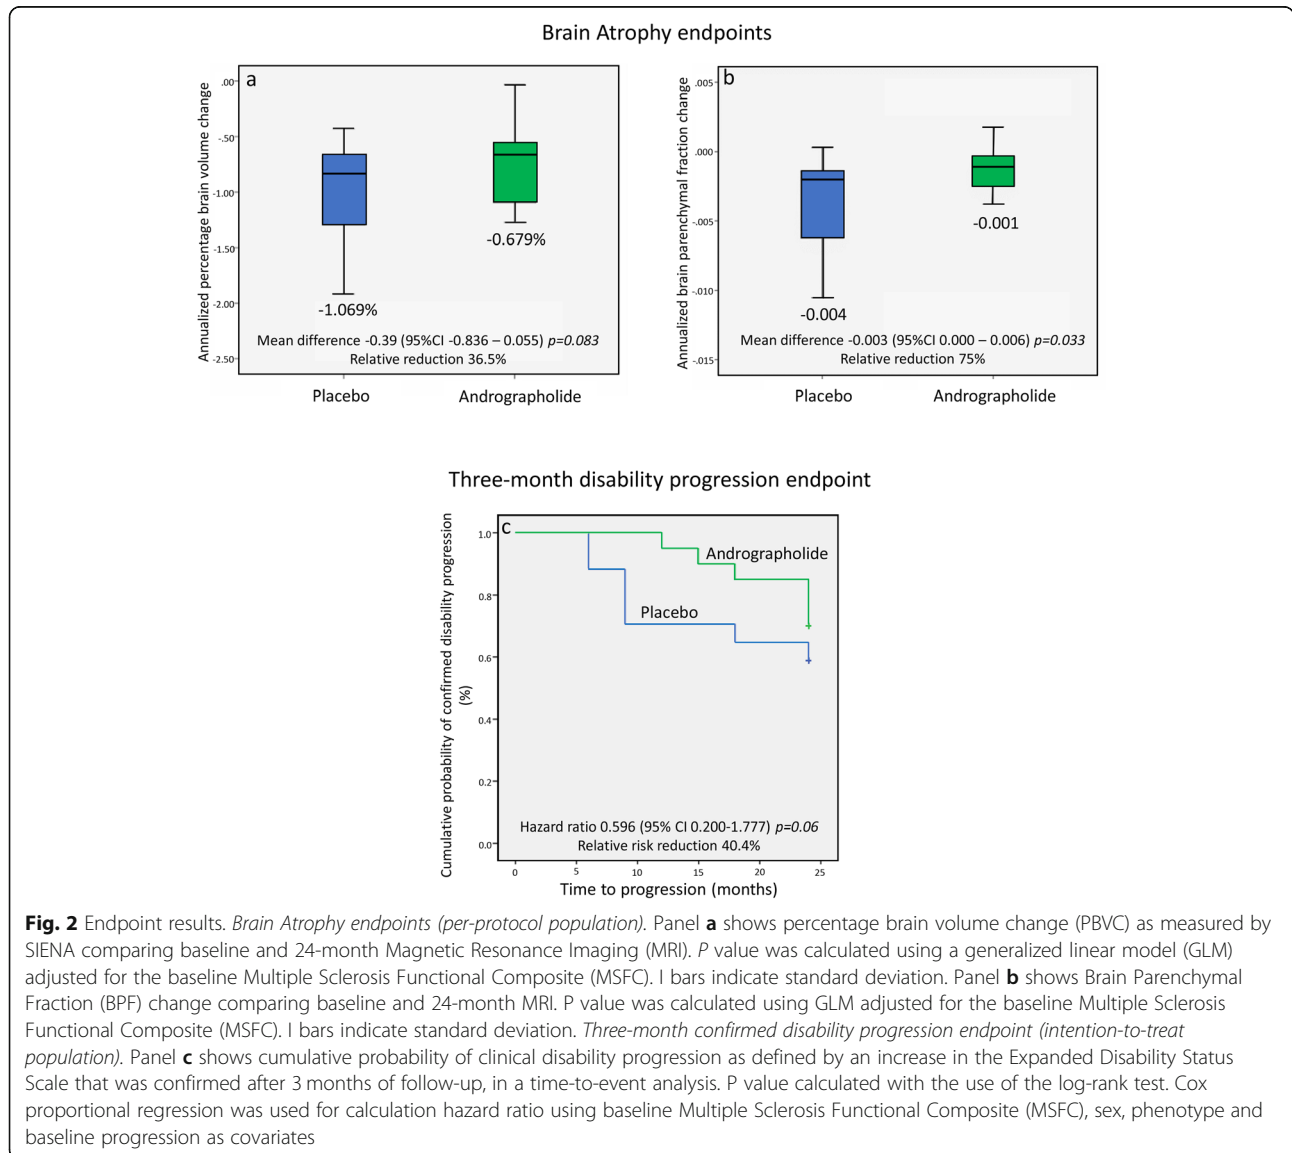 Brain Atrophy endpoints
a
Annualized percentage brain volume change
.00
-.50
-1.00
-1.50
-2.00
-2.50
-1.069%
-0.679%
Mean difference -0.39 (95%CI -0.836 – 0.055) p=0.083
Relative reduction 36.5%
Placebo
Andrographolide
b
Annualized brain parenchymal fraction change
.005
.000
-.005
-.010
-.015
-0.004
-0.001
Mean difference -0.003 (95%CI 0.000 – 0.006) p=0.033
Relative reduction 75%
Placebo
Andrographolide
Three-month disability progression endpoint
c
Cumulative probability of confirmed disability progression
(%)
1.0
0.8
0.6
0.4
0.2
0.0
Andrographolide
Placebo
Hazard ratio 0.596 (95% CI 0.200-1.777) p=0.06
Relative risk reduction 40.4%
0
5
10
15
20
25
Time to progression (months)
Fig. 2 Endpoint results. Brain Atrophy endpoints (per-protocol population). Panel a shows percentage brain volume change (PBVC) as measured by
SIENA comparing baseline and 24-month Magnetic Resonance Imaging (MRI). P value was calculated using a generalized linear model (GLM)
adjusted for the baseline Multiple Sclerosis Functional Composite (MSFC). I bars indicate standard deviation. Panel b shows Brain Parenchymal
Fraction (BPF) change comparing baseline and 24-month MRI. P value was calculated using GLM adjusted for the baseline Multiple Sclerosis
Functional Composite (MSFC). I bars indicate standard deviation. Three-month confirmed disability progression endpoint (intention-to-treat
population). Panel c shows cumulative probability of clinical disability progression as defined by an increase in the Expanded Disability Status
Scale that was confirmed after 3 months of follow-up, in a time-to-event analysis. P value calculated with the use of the log-rank test. Cox
proportional regression was used for calculation hazard ratio using baseline Multiple Sclerosis Functional Composite (MSFC), sex, phenotype and
baseline progression as covariates